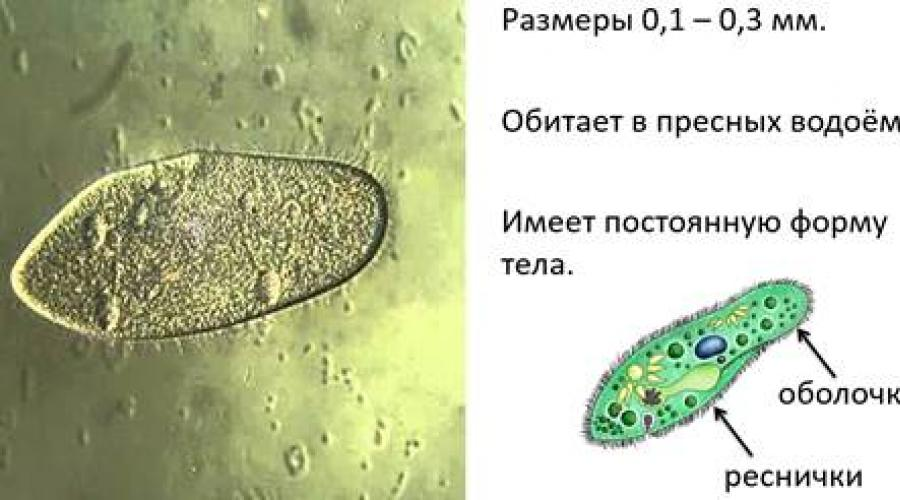 Размеры 0,1 – 0,3 мм.
Обитает в пресных водоём
Имеет постоянную форму
тела.
оболочк
реснички